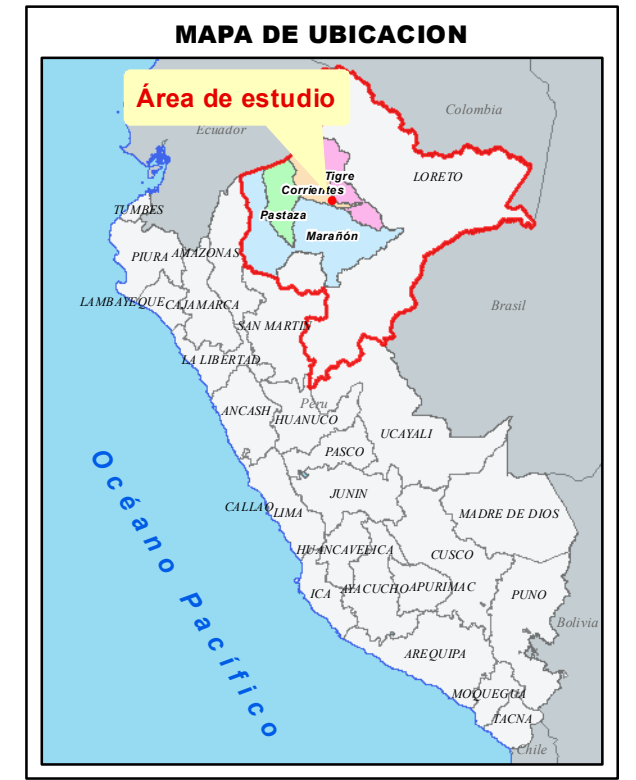 MAPA DE UBICACION
Área de estudio
Colombia
Ecuador
Tigre
LORETO
Corrientes
Pastaza
TUMBES
Marañón
PIURA
AMAZONAS
LAMBAYEQUE
CAJAMARCA
Brasil
SAN MARTIN
LA LIBERTAD
Peru
ANCASH
HUANUCO
UCAYALI
PASCO
Océano Pacífico
JUNIN
CALLAO
LIMA
MADRE DE DIOS
HUANCAVELICA
CUSCO
ICA
AYACUCHO
APURIMAC
PUNO
Bolivia
AREQUIPA
MOQUEGUA
TACNA
Chile